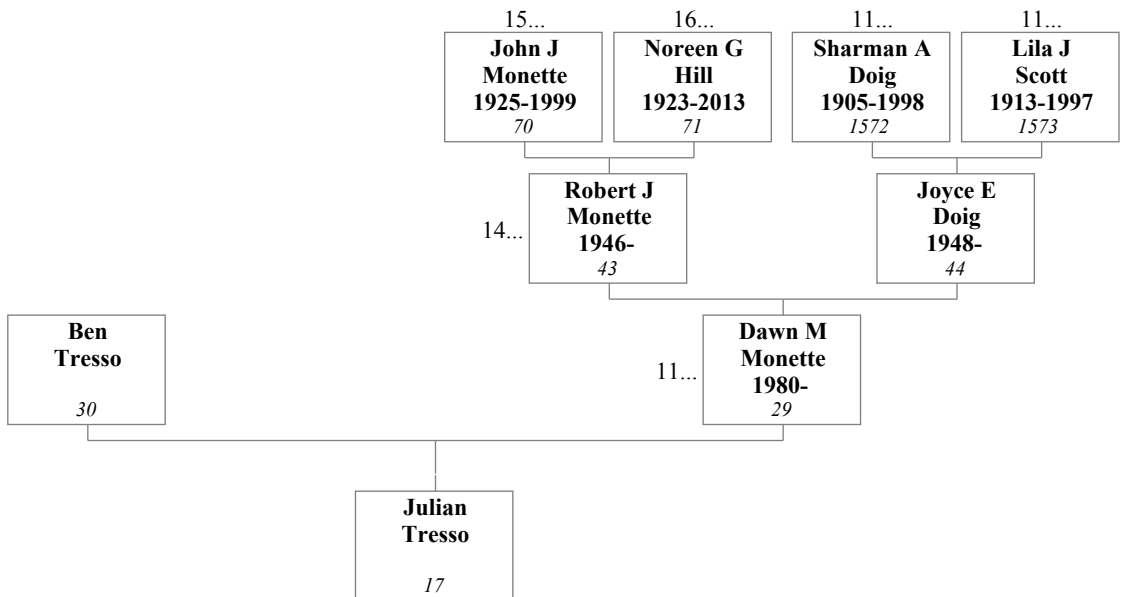 15...
16...
11...
11...
John J
Monette
1925-1999
70
Noreen G
Hill
1923-2013
71
Sharman A
Doig
1905-1998
1572
Lila J
Scott
1913-1997
1573
14...
Robert J
Monette
1946-
43
Joyce E
Doig
1948-
44
Ben
Tresso
30
11...
Dawn M
Monette
1980-
29
Julian
Tresso
17